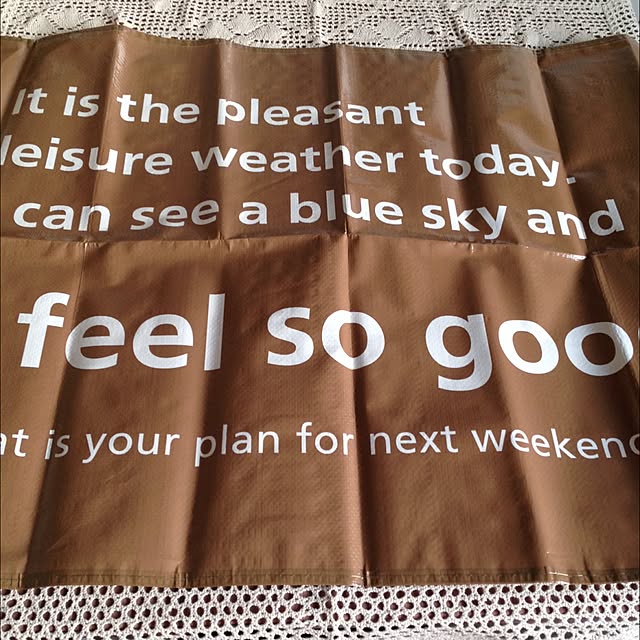 It is the pleasant
leisure weather today.
can see a blue sky and
feel so goo
at is your plan for next weekend